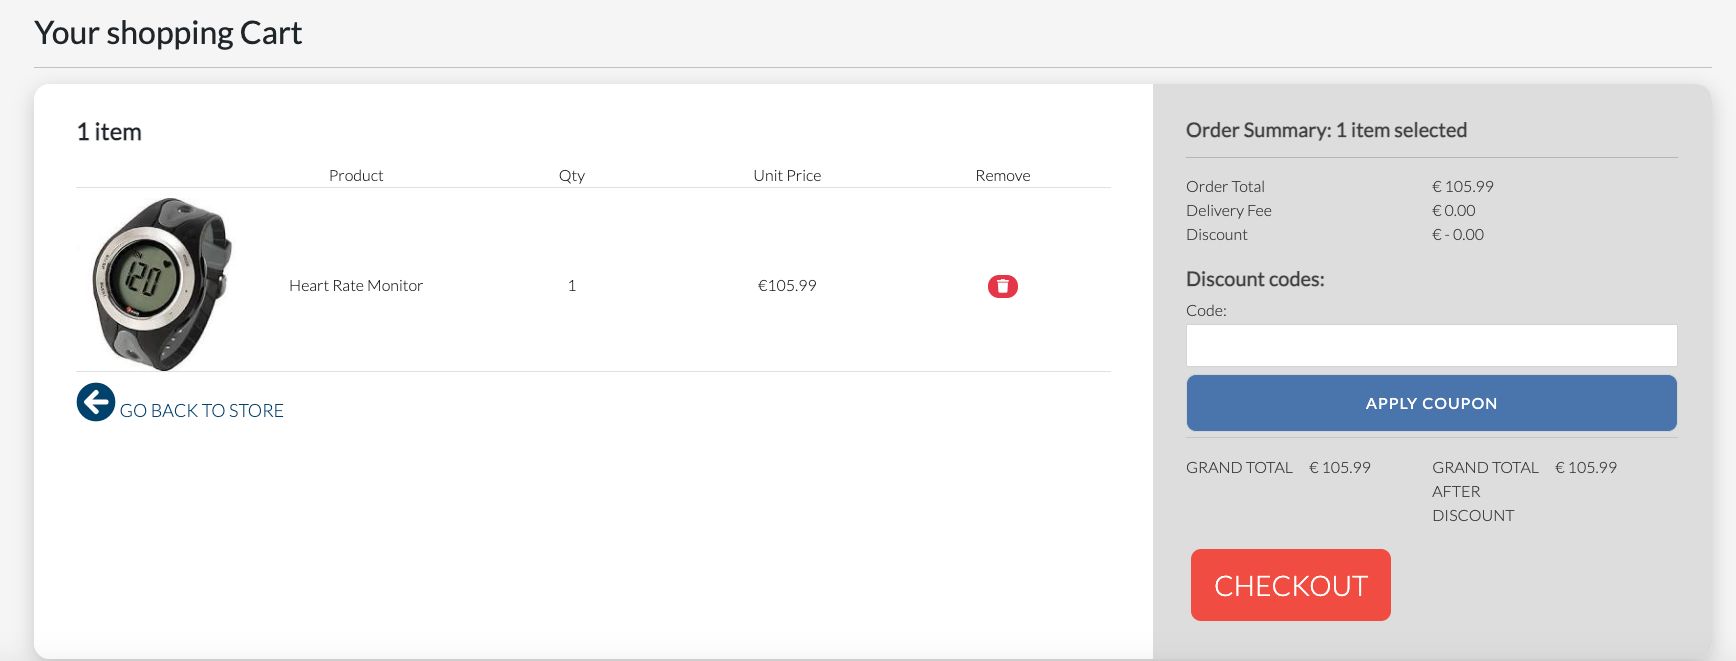 Your shopping Cart
1 item
Product Qty Unit Price Remove
120
Heart Rate Monitor 1 €105.99
GO BACK TO STORE
Order Summary: 1 item selected
Order Total € 105.99
Delivery Fee € 0.00
Discount € - 0.00
Discount codes:
Code:
APPLY COUPON
GRAND TOTAL € 105.99 GRAND TOTAL € 105.99
AFTER
DISCOUNT
CHECKOUT